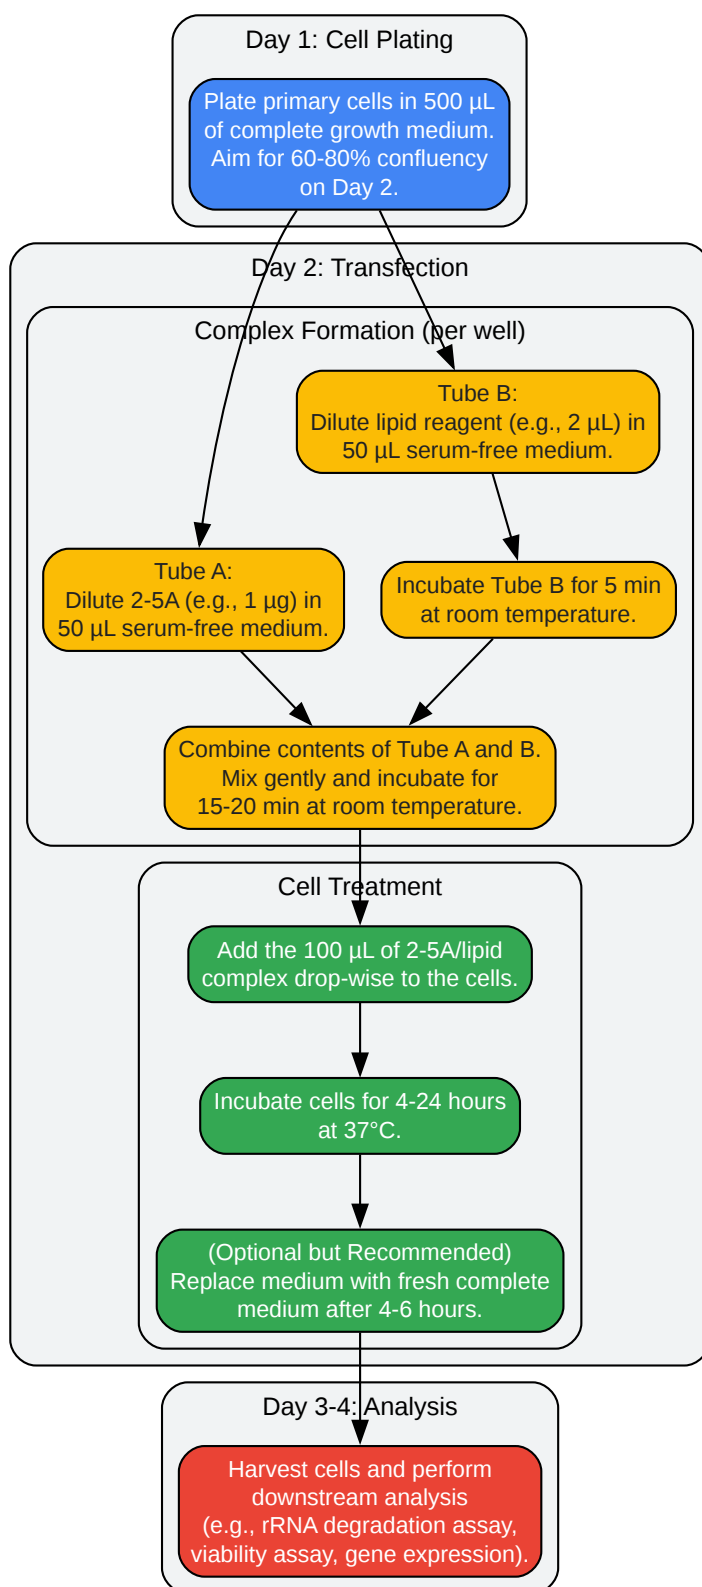 Day 1: Cell Plating
Plate primary cells in 500 µL
of complete growth medium.
Aim for 60-80% confluency
on Day 2.
Day 2: Transfection
Complex Formation (per well)
Tube B:
Dilute lipid reagent (e.g., 2 µL) in
50 µL serum-free medium.
Tube A:
Dilute 2-5A (e.g., 1 µg) in
50 µL serum-free medium.
Incubate Tube B for 5 min
at room temperature.
Combine contents of Tube A and B.
Mix gently and incubate for
15-20 min at room temperature.
Cell Treatment
Add the 100 µL of 2-5A/lipid
complex drop-wise to the cells.
Incubate cells for 4-24 hours
at 37°C.
(Optional but Recommended)
Replace medium with fresh complete
medium after 4-6 hours.
Day 3-4: Analysis
Harvest cells and perform
downstream analysis
(e.g., rRNA degradation assay,
viability assay, gene expression).